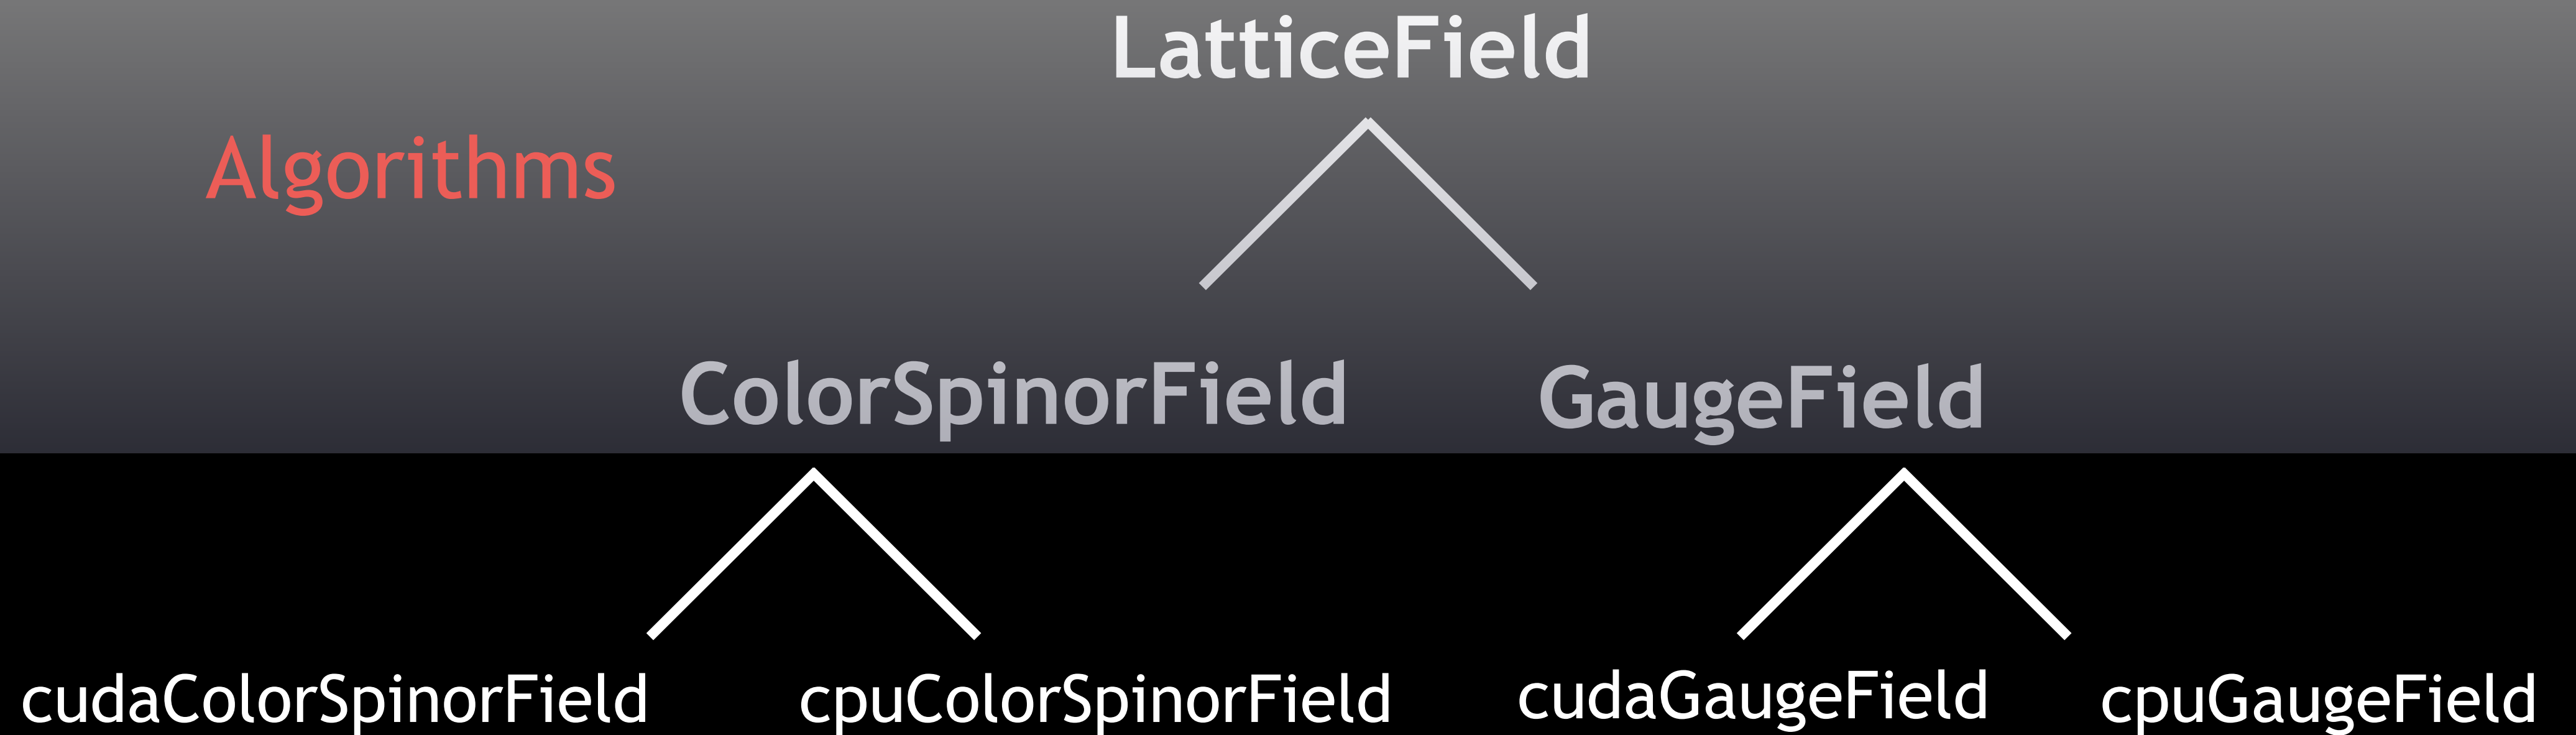 LatticeField
Algorithms
ColorSpinorField
GaugeField
cudaColorSpinorField
cpuColorSpinorField
cudaGaugeField
cpuGaugeField